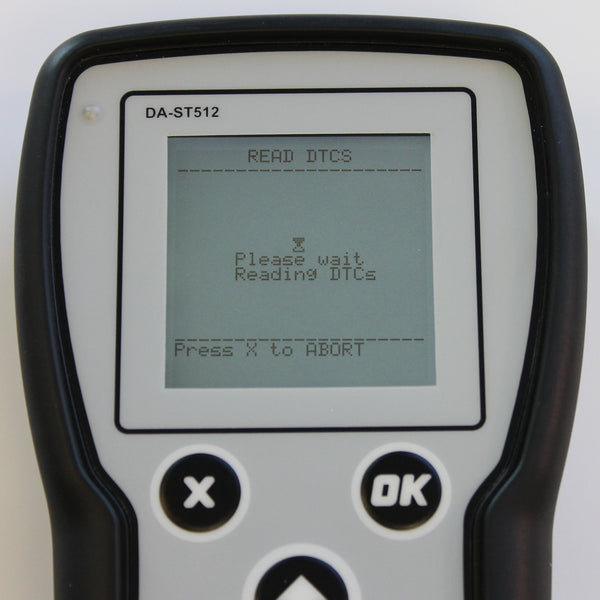 DA-ST512
READ DTCS
Please wait
Reading DTCs
Press X to ABORT
X
OK